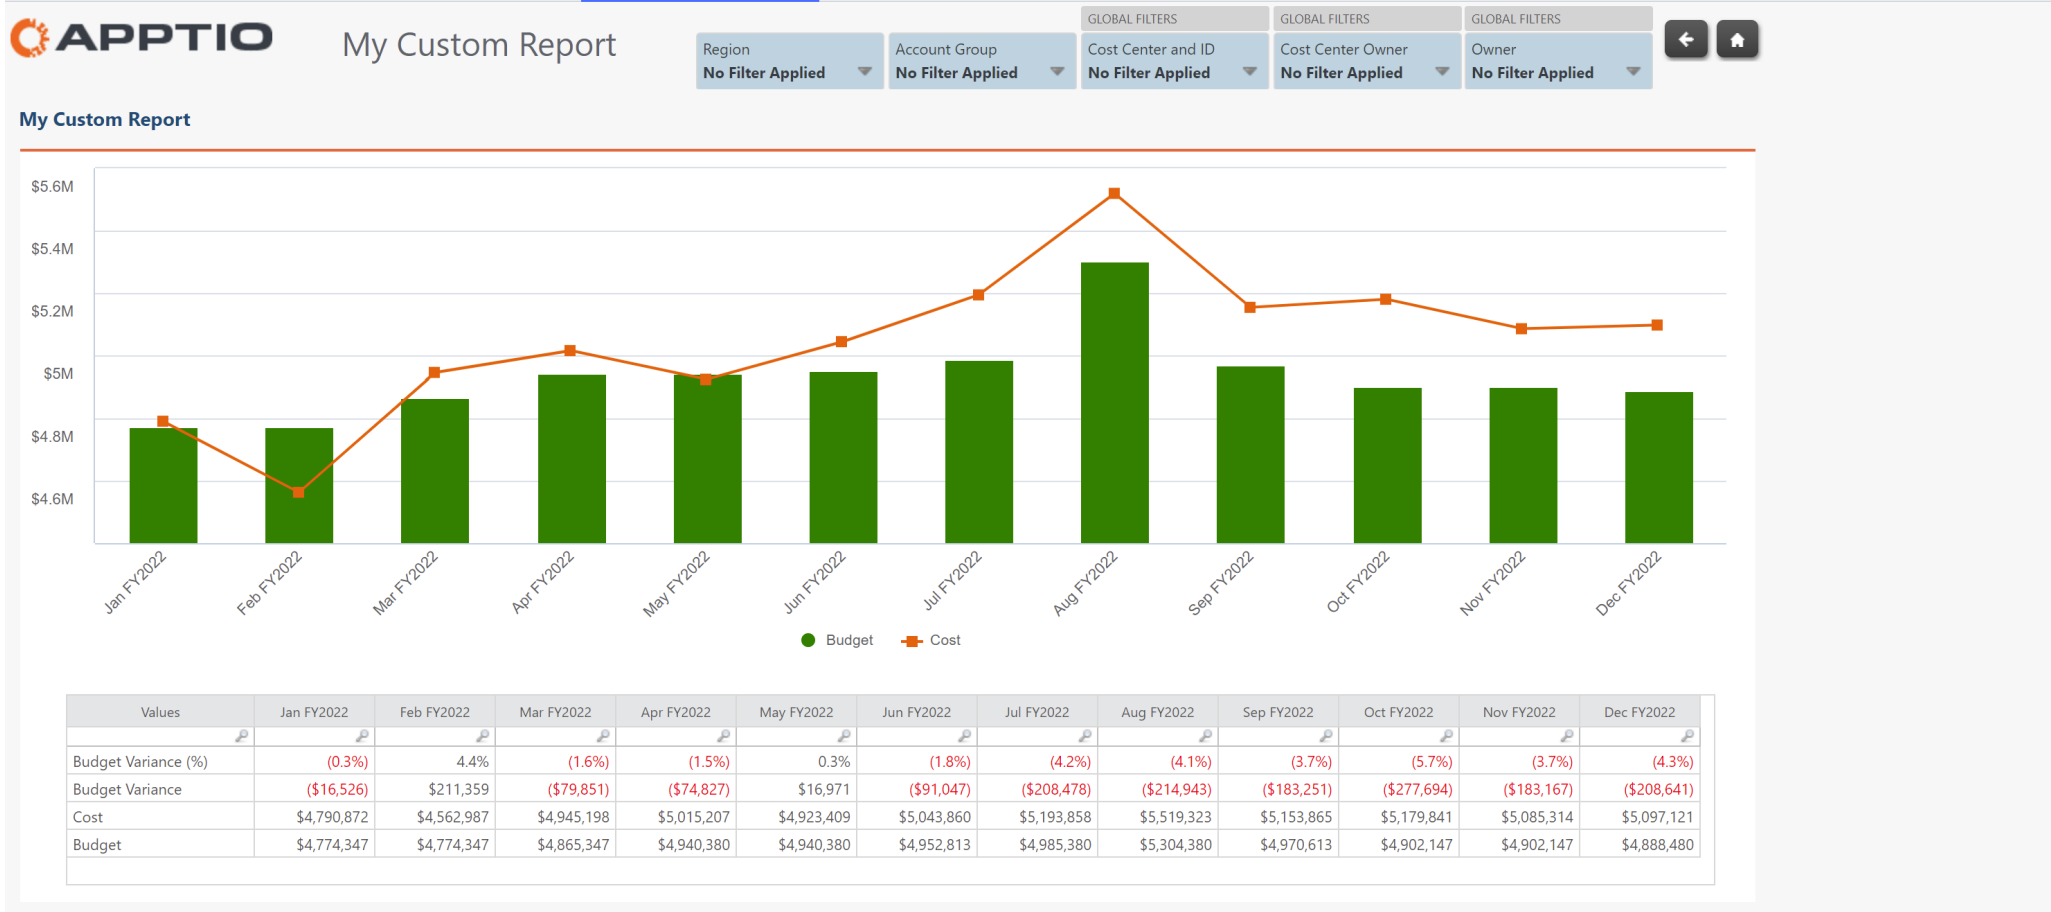 GLOBAL FILTERS GLOBAL FILTERS GLOBAL FILTERS
APPTIO
My Custom Report
Region Account Group Cost Center and ID Cost Center Owner Owner
No Filter Applied No Filter Applied No Filter Applied No Filter Applied No Filter Applied
My Custom Report
$5.6M
$5.4M
$5.2M
$5M
$4.8M
$4.6M
Jan FY2022 Feb FY2022 Mar FY2022 Apr FY2022 May FY2022 Jun FY2022 Jul FY2022 Aug FY2022 Sep FY2022 Oct FY2022 Nov FY2022 Dec FY2022
Budget Cost
Values Jan FY2022 Feb FY2022 Mar FY2022 Apr FY2022 May FY2022 Jun FY2022 Jul FY2022 Aug FY2022 Sep FY2022 Oct FY2022 Nov FY2022 Dec FY2022
Budget Variance (%) (0.3%) 4.4% (1.6%) (1.5%) 0.3% (1.8%) (4.2%) (4.1%) (3.7%) (5.7%) (3.7%) (4.3%)
Budget Variance ($16,526) $211,359 ($79,851) ($74,827) $16,971 ($91,047) ($208,478) ($214,943) ($183,251) ($277,694) ($183,167) ($208,641)
Cost $4,790,872 $4,562,987 $4,945,198 $5,015,207 $4,923,409 $5,043,860 $5,193,858 $5,519,323 $5,153,865 $5,179,841 $5,085,314 $5,097,121
Budget $4,774,347 $4,774,347 $4,865,347 $4,940,380 $4,940,380 $4,952,813 $4,985,380 $5,304,380 $4,970,613 $4,902,147 $4,902,147 $4,888,480